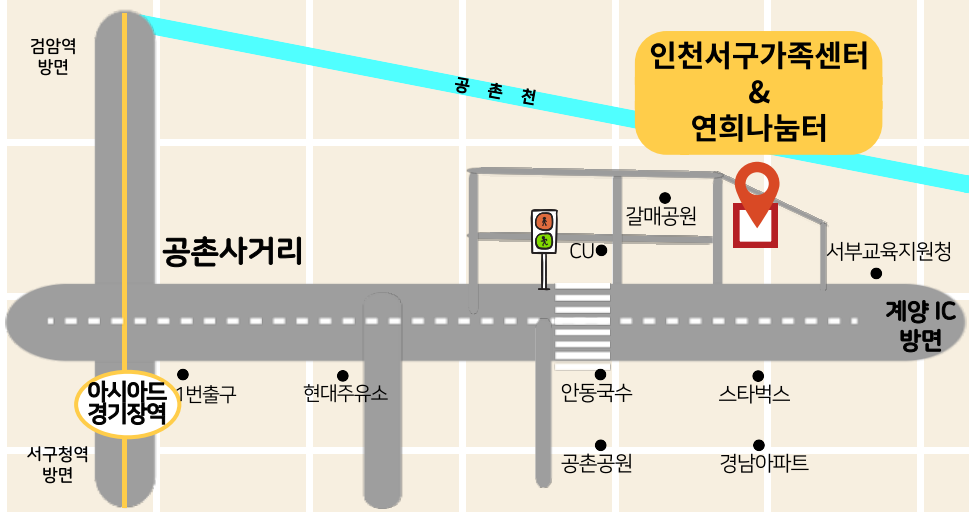 검암역
방면
공 촌 천
인천서구가족센터
&
연희나눔터
갈매공원
공촌사거리
CU
서부교육지원청
계양 IC
방면
아시아드
경기장역
1번출구
현대주유소
안동국수
스타벅스
서구청역
방면
공촌공원
경남아파트